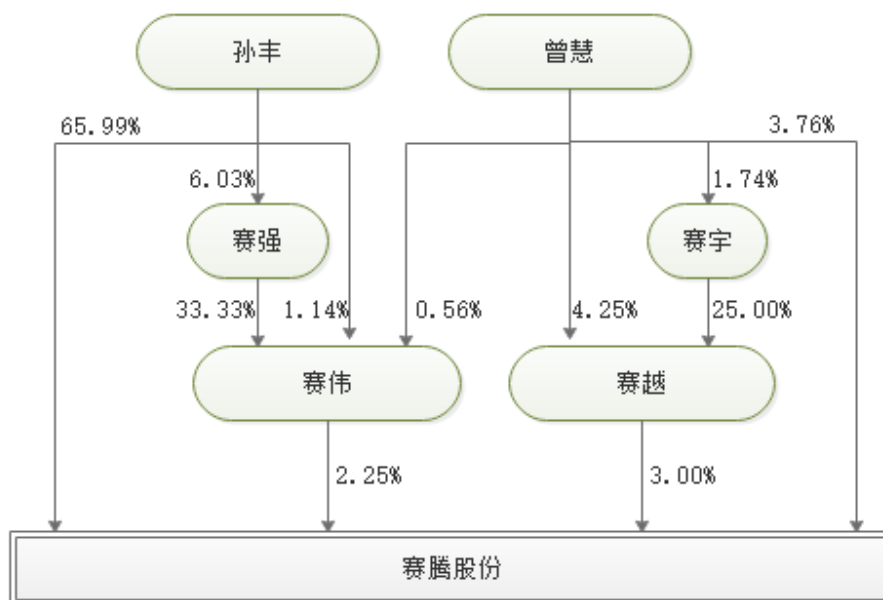 孙丰
曾慧
65.99%
3.76%
6.03%
1.74%
赛强
赛宇
33.33%
1.14%
0.56%
4.25%
25.00%
赛伟
赛越
2.25%
3.00%
赛腾股份